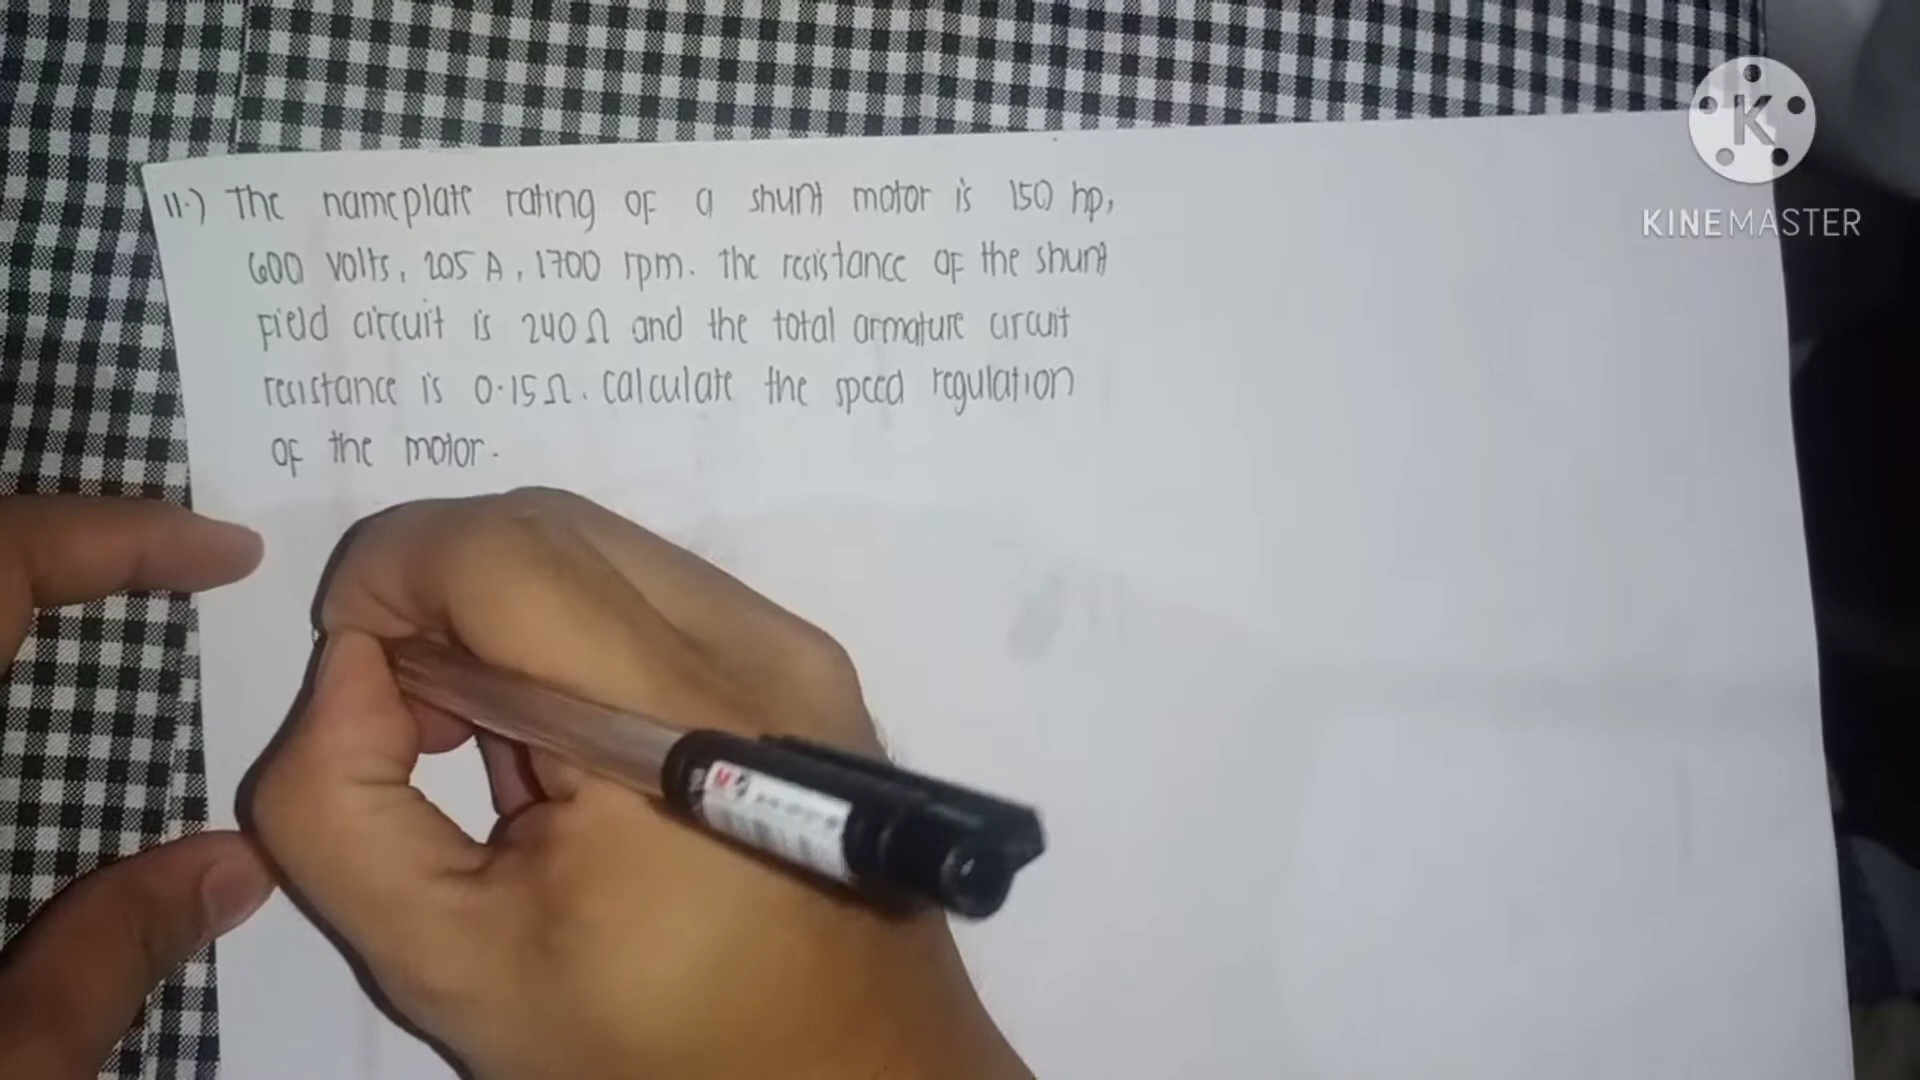 11.) The nameplate rating of a shunt motor is 150 hp,
600 volts, 205 A, 1700 rpm. The resistance of the shunt
field circuit is 240 Ω and the total armature circuit
resistance is 0.15 Ω. Calculate the speed regulation
of the motor.
K
KINEMASTER